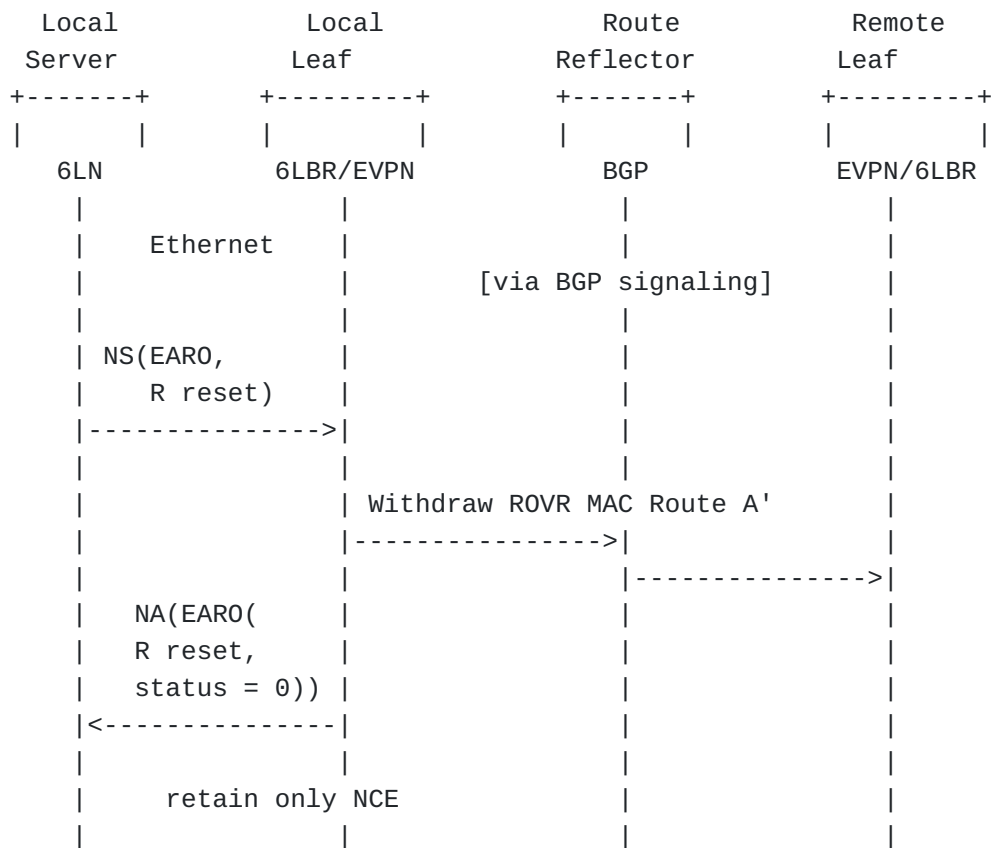 Local Local Route Remote
Server Leaf Reflector Leaf
+-------+ +---------+ +-------+ +---------+
| | | | | | | |
6LN 6LBR/EVPN BGP EVPN/6LBR
| | | |
| Ethernet | | |
| | [via BGP signaling] |
| | | |
| NS(EARO, | | |
| R reset) | | |
|--------------->| | |
| | | |
| | Withdraw ROVR MAC Route A' |
| |---------------->| |
| | |--------------->|
| NA(EARO( | | |
| R reset, | | |
| status = 0)) | | |
|<---------------| | |
| | | |
| retain only NCE | |
| | | |